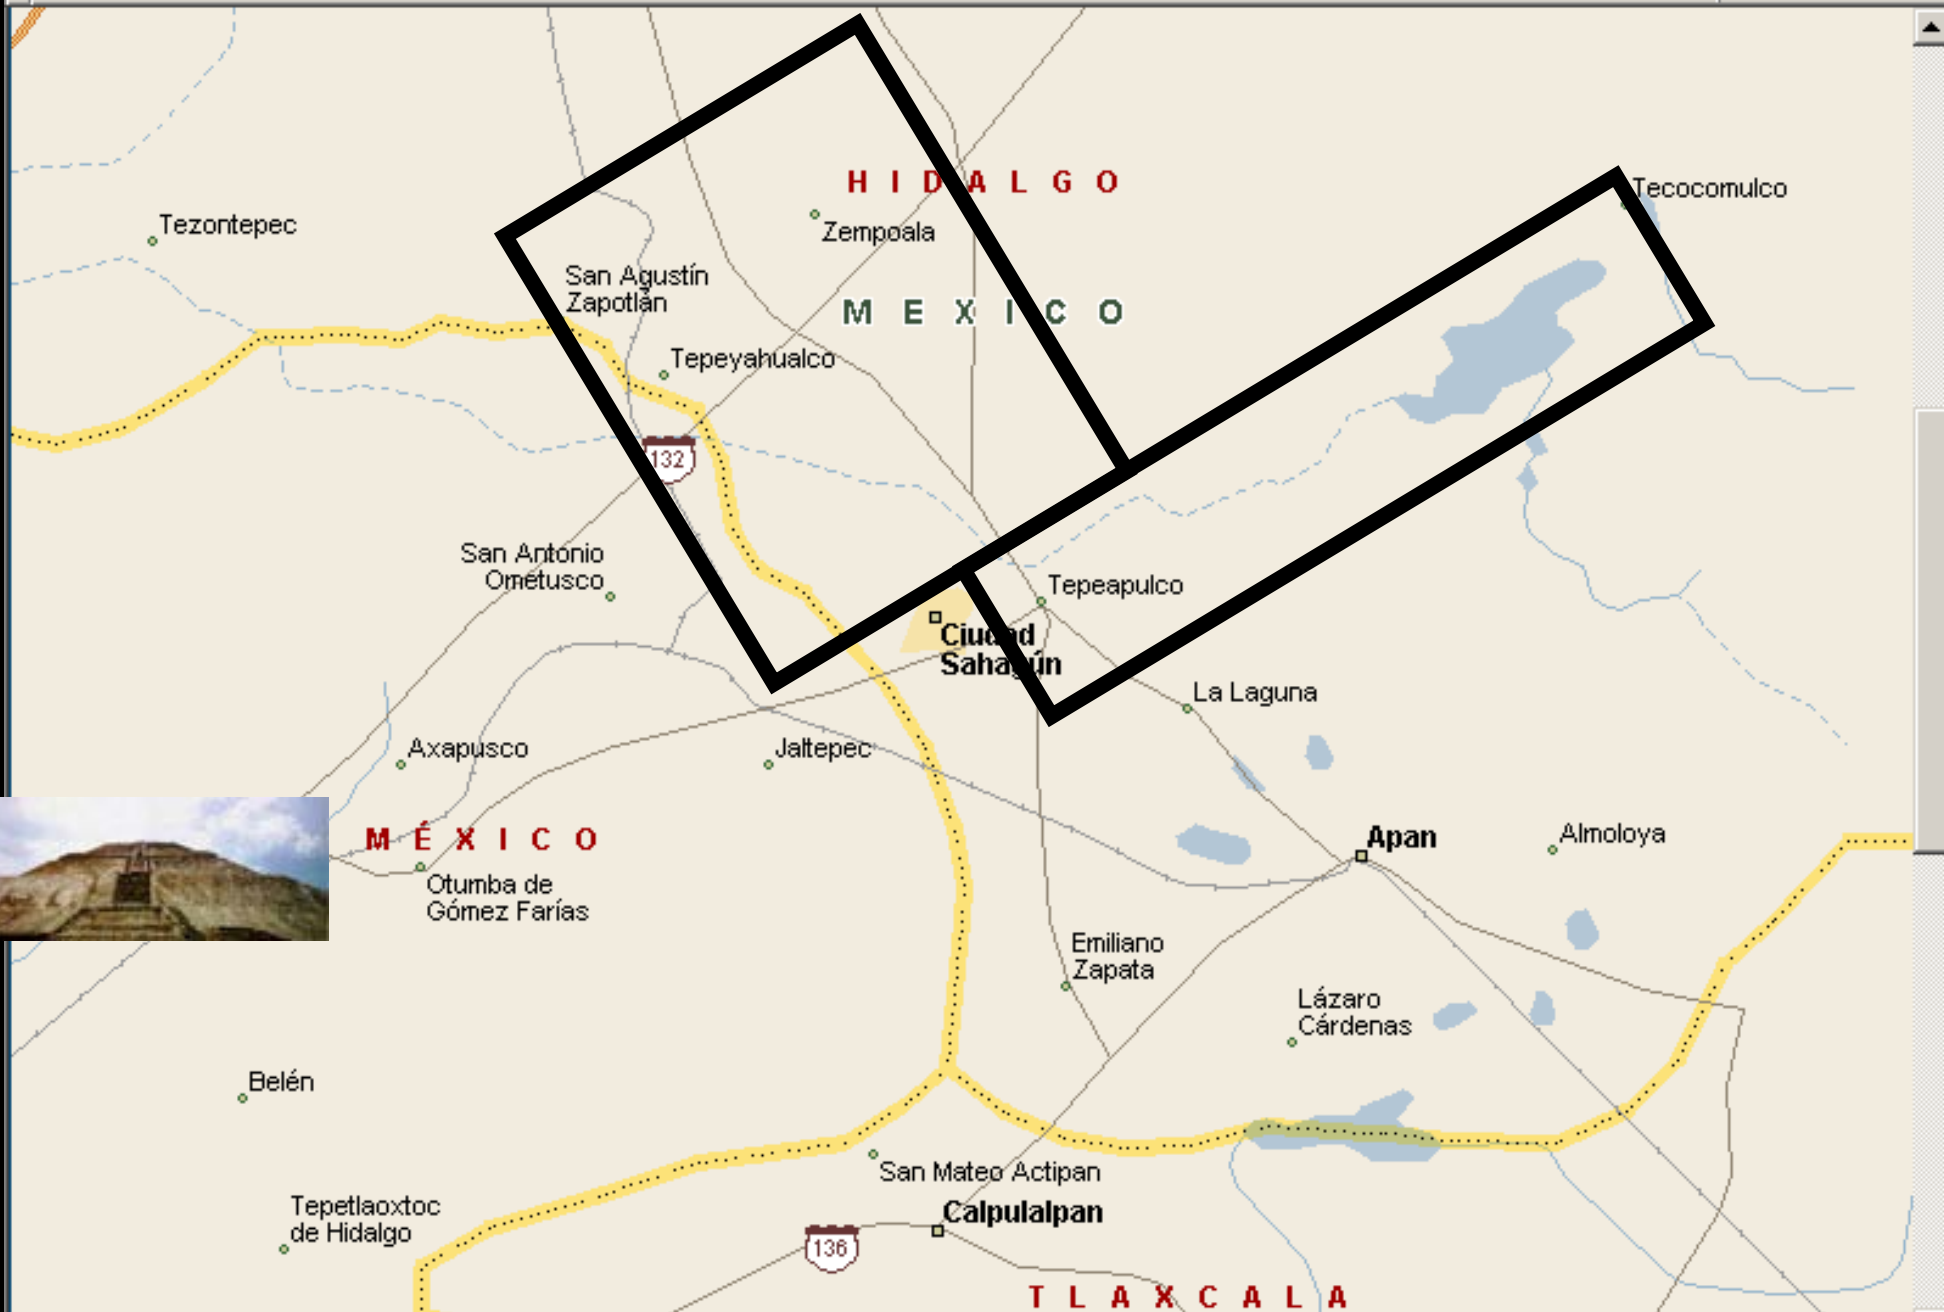 HIDALGO
Tecocomulco
Tezontepec
Zempoala
San Agustín
Zapotlán
MEXICO
Tepeyahualco
132
San Antonio
Ometusco
Tepeapulco
Ciudad
Sahagún
La Laguna
Axapusco
Jaltepec
MÉXICO
Apan
Almoloya
Otumba de
Gómez Farías
Emiliano
Zapata
Lázaro
Cárdenas
Belén
San Mateo Actipan
Tepetlaoxtoc
de Hidalgo
Calpulalpan
136
TLAXCALA